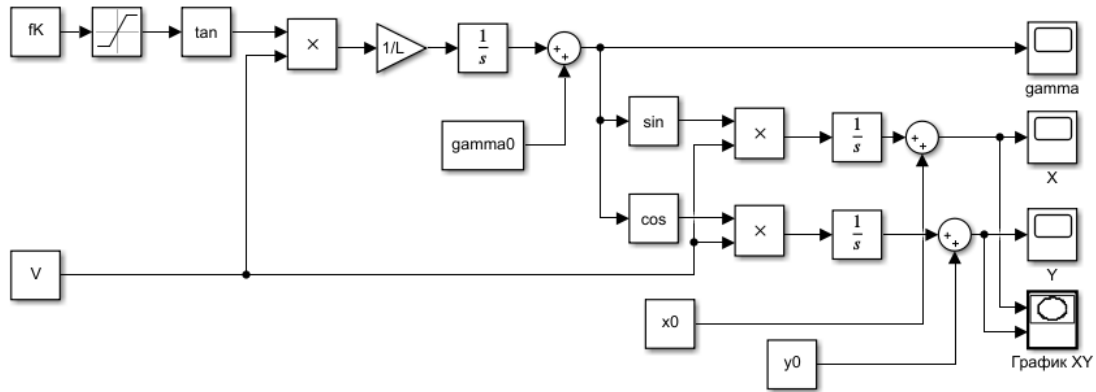 fK
tan
×
1/L
1
s
+
+
gamma
gamma0
sin
×
1
s
+
+
X
cos
×
1
s
+
+
Y
V
x0
y0
График XY